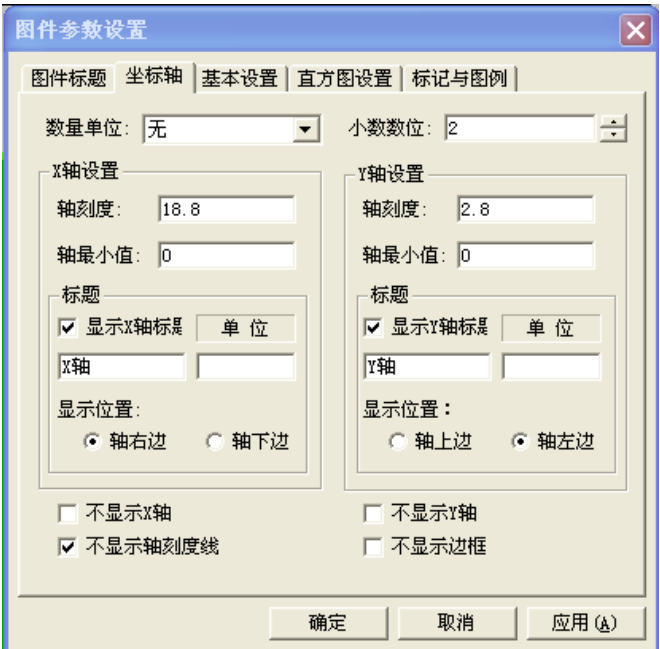 图件参数设置
图件标题 坐标轴 基本设置 直方图设置 标记与图例
数量单位: 无 小数数位: 2
X轴设置 Y轴设置
轴刻度: 18.8 轴刻度: 2.8
轴最小值: 0 轴最小值: 0
标题 标题
显示X轴标题 单 位 显示Y轴标题 单 位
X轴 Y轴
显示位置: 显示位置：
轴右边 轴下边 轴上边 轴左边
不显示X轴 不显示Y轴
不显示轴刻度线 不显示边框
确定 取消 应用(A)